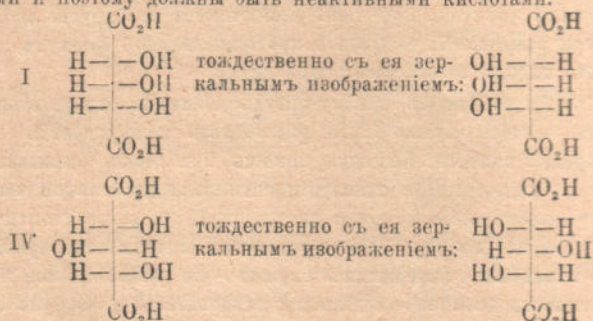 ми и поэтому должны быть неактивными кислотами.
CO₂H CO₂H
H— —OH тождественно съ ея зер- OH— —H
I H— —OH кальнымъ изображеніемъ: OH— —H
H— —OH OH— —H
CO₂H CO₂H
CO₂H CO₂H
H— —OH тождественно съ ея зер- HO— —H
IV OH— —H кальнымъ изображеніемъ: H— —OH
H— —OH HO— —H
CO₂H CO₂H